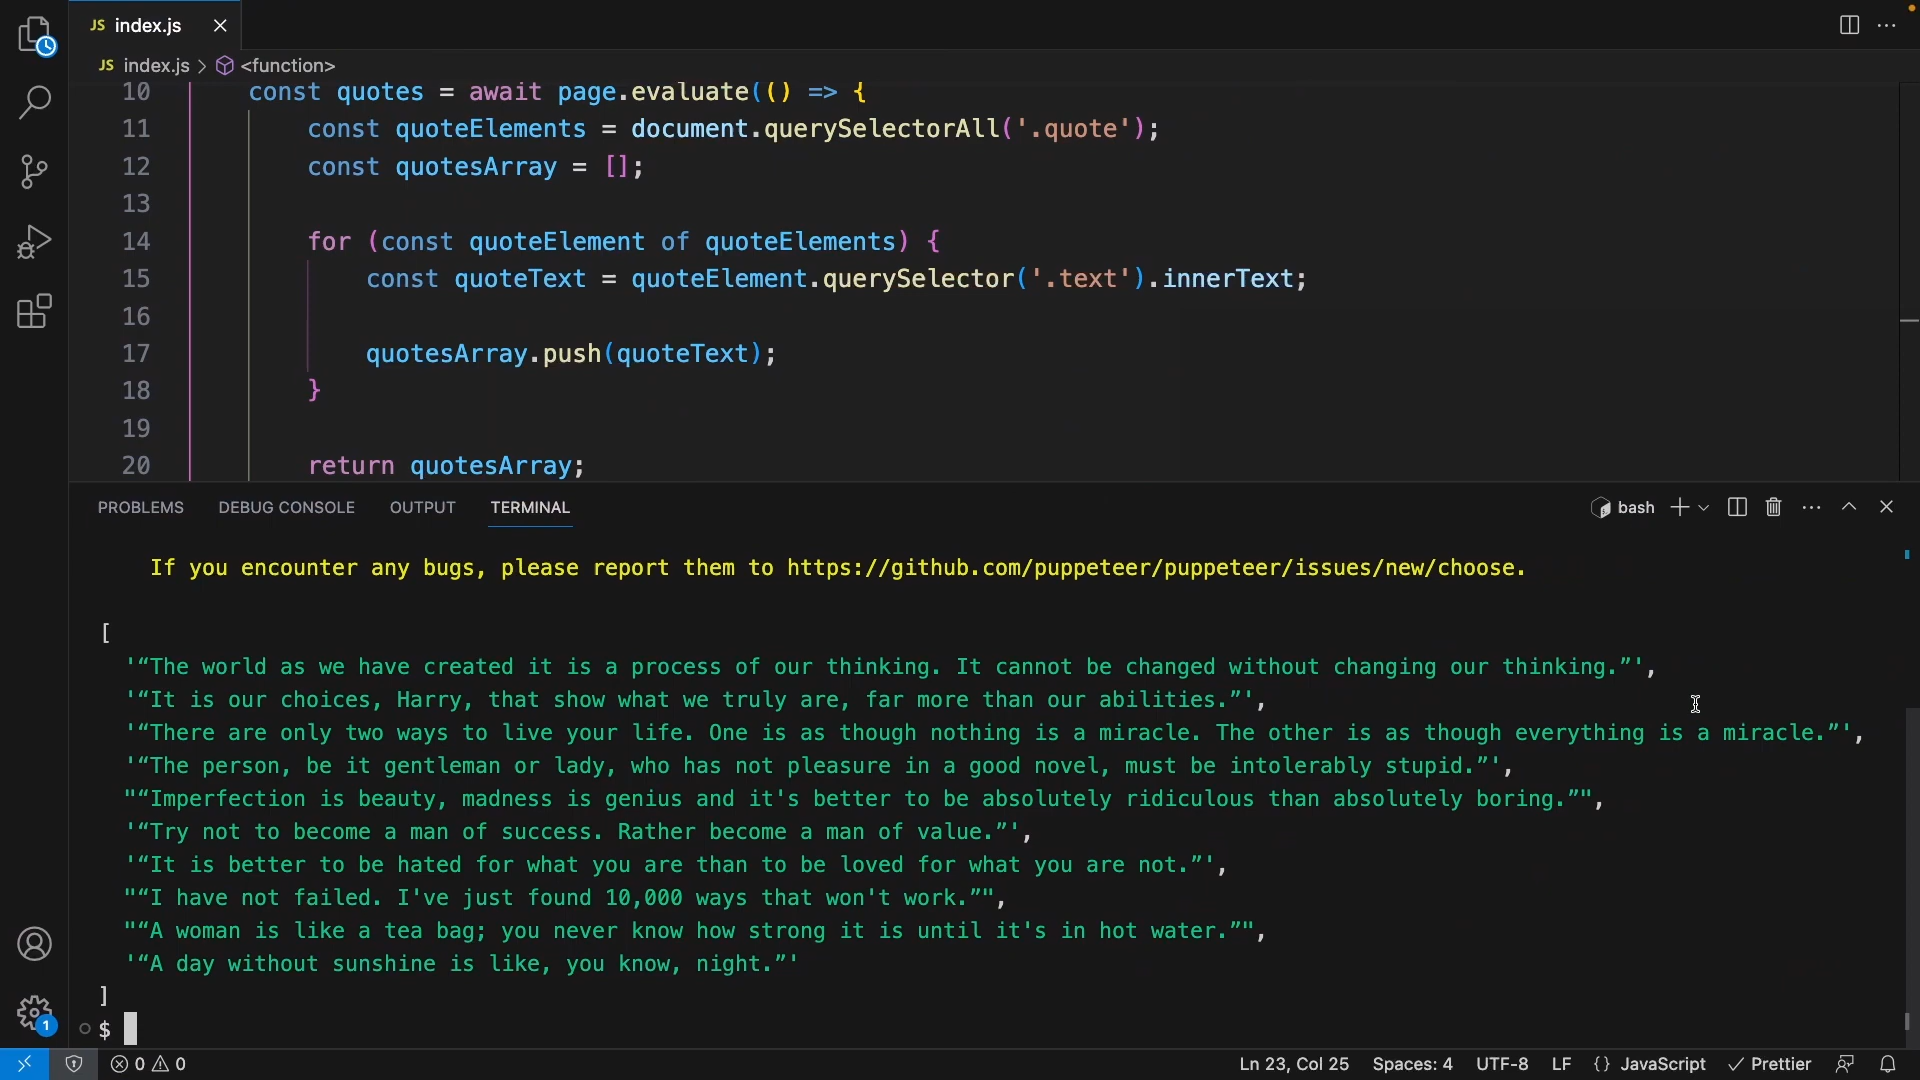 JS index.js
JS index.js > <function>
10 const quotes = await page.evaluate(() => {
11 const quoteElements = document.querySelectorAll('.quote');
12 const quotesArray = [];
13
14 for (const quoteElement of quoteElements) {
15 const quoteText = quoteElement.querySelector('.text').innerText;
16
17 quotesArray.push(quoteText);
18 }
19
20 return quotesArray;
PROBLEMS DEBUG CONSOLE OUTPUT TERMINAL bash
If you encounter any bugs, please report them to https://github.com/puppeteer/puppeteer/issues/new/choose.
[
'“The world as we have created it is a process of our thinking. It cannot be changed without changing our thinking.”',
'“It is our choices, Harry, that show what we truly are, far more than our abilities.”',
'“There are only two ways to live your life. One is as though nothing is a miracle. The other is as though everything is a miracle.”',
'“The person, be it gentleman or lady, who has not pleasure in a good novel, must be intolerably stupid.”',
"“Imperfection is beauty, madness is genius and it's better to be absolutely ridiculous than absolutely boring.”",
'“Try not to become a man of success. Rather become a man of value.”',
'“It is better to be hated for what you are than to be loved for what you are not.”',
"“I have not failed. I've just found 10,000 ways that won't work.”",
"“A woman is like a tea bag; you never know how strong it is until it's in hot water.”",
'“A day without sunshine is like, you know, night.”'
]
$
1
0 0 Ln 23, Col 25 Spaces: 4 UTF-8 LF {} JavaScript Prettier